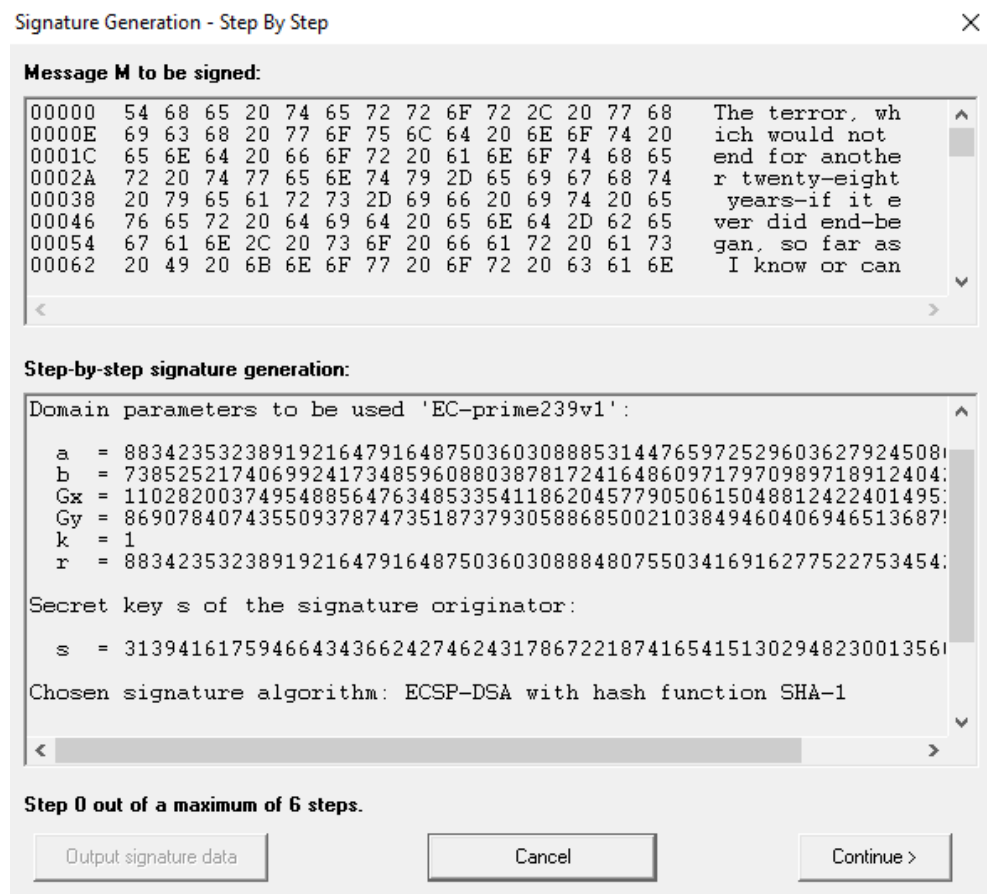 Signature Generation - Step By Step
Message M to be signed:
00000 54 68 65 20 74 65 72 72 6F 72 2C 20 77 68 The terror, wh
0000E 69 63 68 20 77 6F 75 6C 64 20 6E 6F 74 20 ich would not
0001C 65 6E 64 20 66 6F 72 20 61 6E 6F 74 68 65 end for anothe
0002A 72 20 74 77 65 6E 74 79 2D 65 69 67 68 74 r twenty-eight
00038 20 79 65 61 72 73 2D 69 66 20 69 74 20 65 years-if it e
00046 76 65 72 20 64 69 64 20 65 6E 64 2D 62 65 ver did end-be
00054 67 61 6E 2C 20 73 6F 20 66 61 72 20 61 73 gan, so far as
00062 20 49 20 6B 6E 6F 77 20 6F 72 20 63 61 6E I know or can
Step-by-step signature generation:
Domain parameters to be used 'EC-prime239v1':
a = 8834235323891921647916487503603088853144765972529603627924508
b = 7385252174069924173485960880387817241648609717970989718912404
Gx = 11028200374954885647634853354118620457790506150488124224014951
Gy = 8690784074355093787473518737930588685002103849460406946513687
k = 1
r = 8834235323891921647916487503603088848075503416916277522753454
Secret key s of the signature originator:
s = 3139416175946643436624274624317867221874165415130294823001356
Chosen signature algorithm: ECSP-DSA with hash function SHA-1
Step 0 out of a maximum of 6 steps.
Output signature data
Cancel
Continue >